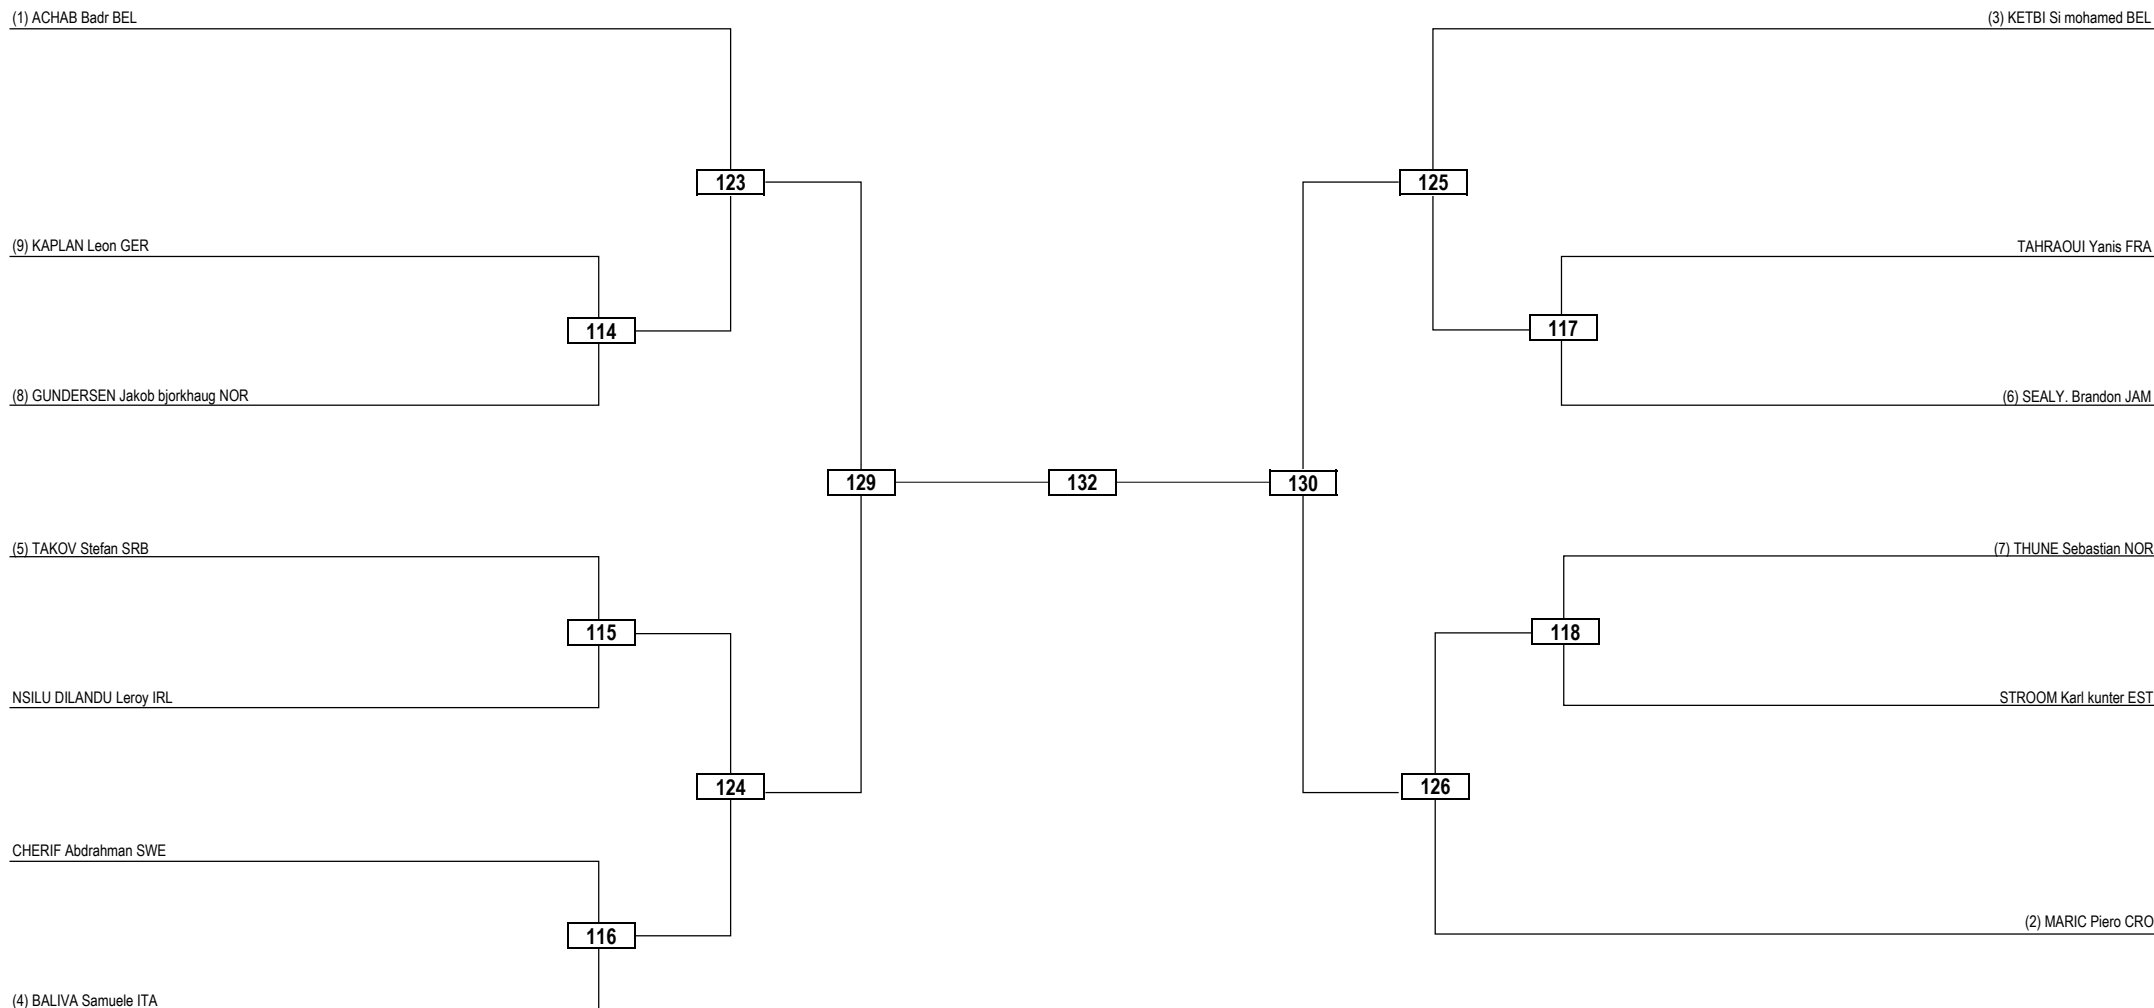 (1) ACHAB Badr BEL
(3) KETBI Si mohamed BEL
123
125
(9) KAPLAN Leon GER
TAHRAOUI Yanis FRA
114
117
(8) GUNDERSEN Jakob bjorkhaug NOR
(6) SEALY. Brandon JAM
129
132
130
(5) TAKOV Stefan SRB
(7) THUNE Sebastian NOR
115
118
NSILU DILANDU Leroy IRL
STROOM Karl kunter EST
124
126
CHERIF Abdrahman SWE
(2) MARIC Piero CRO
116
(4) BALIVA Samuele ITA